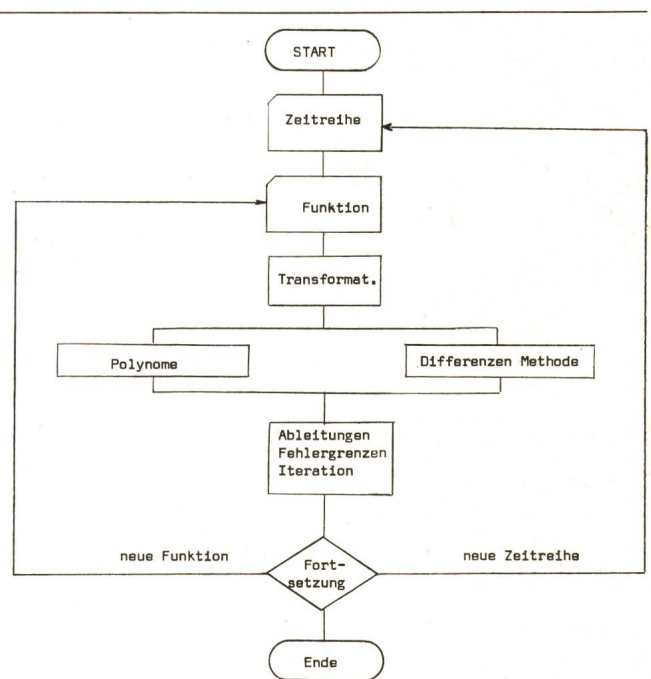 START
Zeitreihe
Funktion
Transformat.
Polynome
Differenzen Methode
Ableitungen
Fehlergrenzen
Iteration
neue Funktion
Fort-
setzung
neue Zeitreihe
Ende